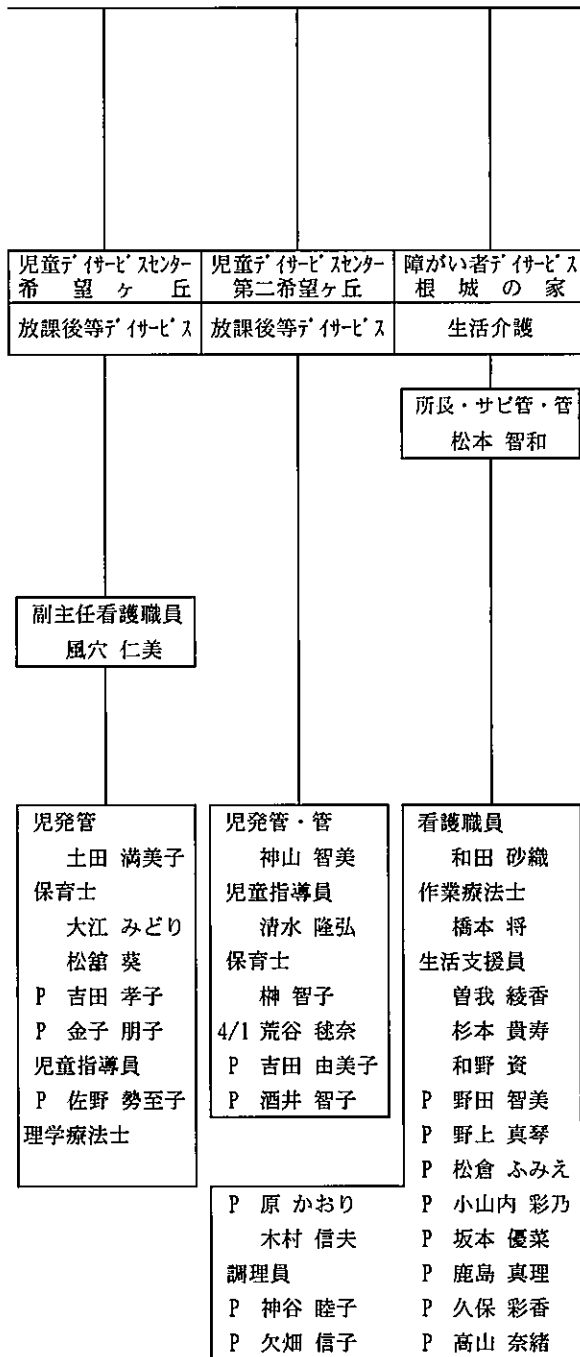 児童デイサービスセンター
希望ヶ丘
放課後等デイサービス
副主任看護職員
風穴 仁美
児発管
土田 満美子
保育士
大江 みどり
松舘 葵
P 吉田 孝子
P 金子 朋子
児童指導員
P 佐野 勢至子
理学療法士
児童デイサービスセンター
第二希望ヶ丘
放課後等デイサービス
児発管・管
神山 智美
児童指導員
清水 隆弘
保育士
榊 智子
4/1 荒谷 毬奈
P 吉田 由美子
P 酒井 智子
障がい者デイサービス
根城の家
生活介護
所長・サビ管・管
松本 智和
看護職員
和田 砂織
作業療法士
橋本 将
生活支援員
曽我 綾香
杉本 貴寿
和野 資
P 野田 智美
P 野上 真琴
P 松倉 ふみえ
P 小山内 彩乃
P 坂本 優菜
P 鹿島 真理
P 久保 彩香
P 高山 奈緒
P 原 かおり
木村 信夫
調理員
P 神谷 睦子
P 欠畑 信子